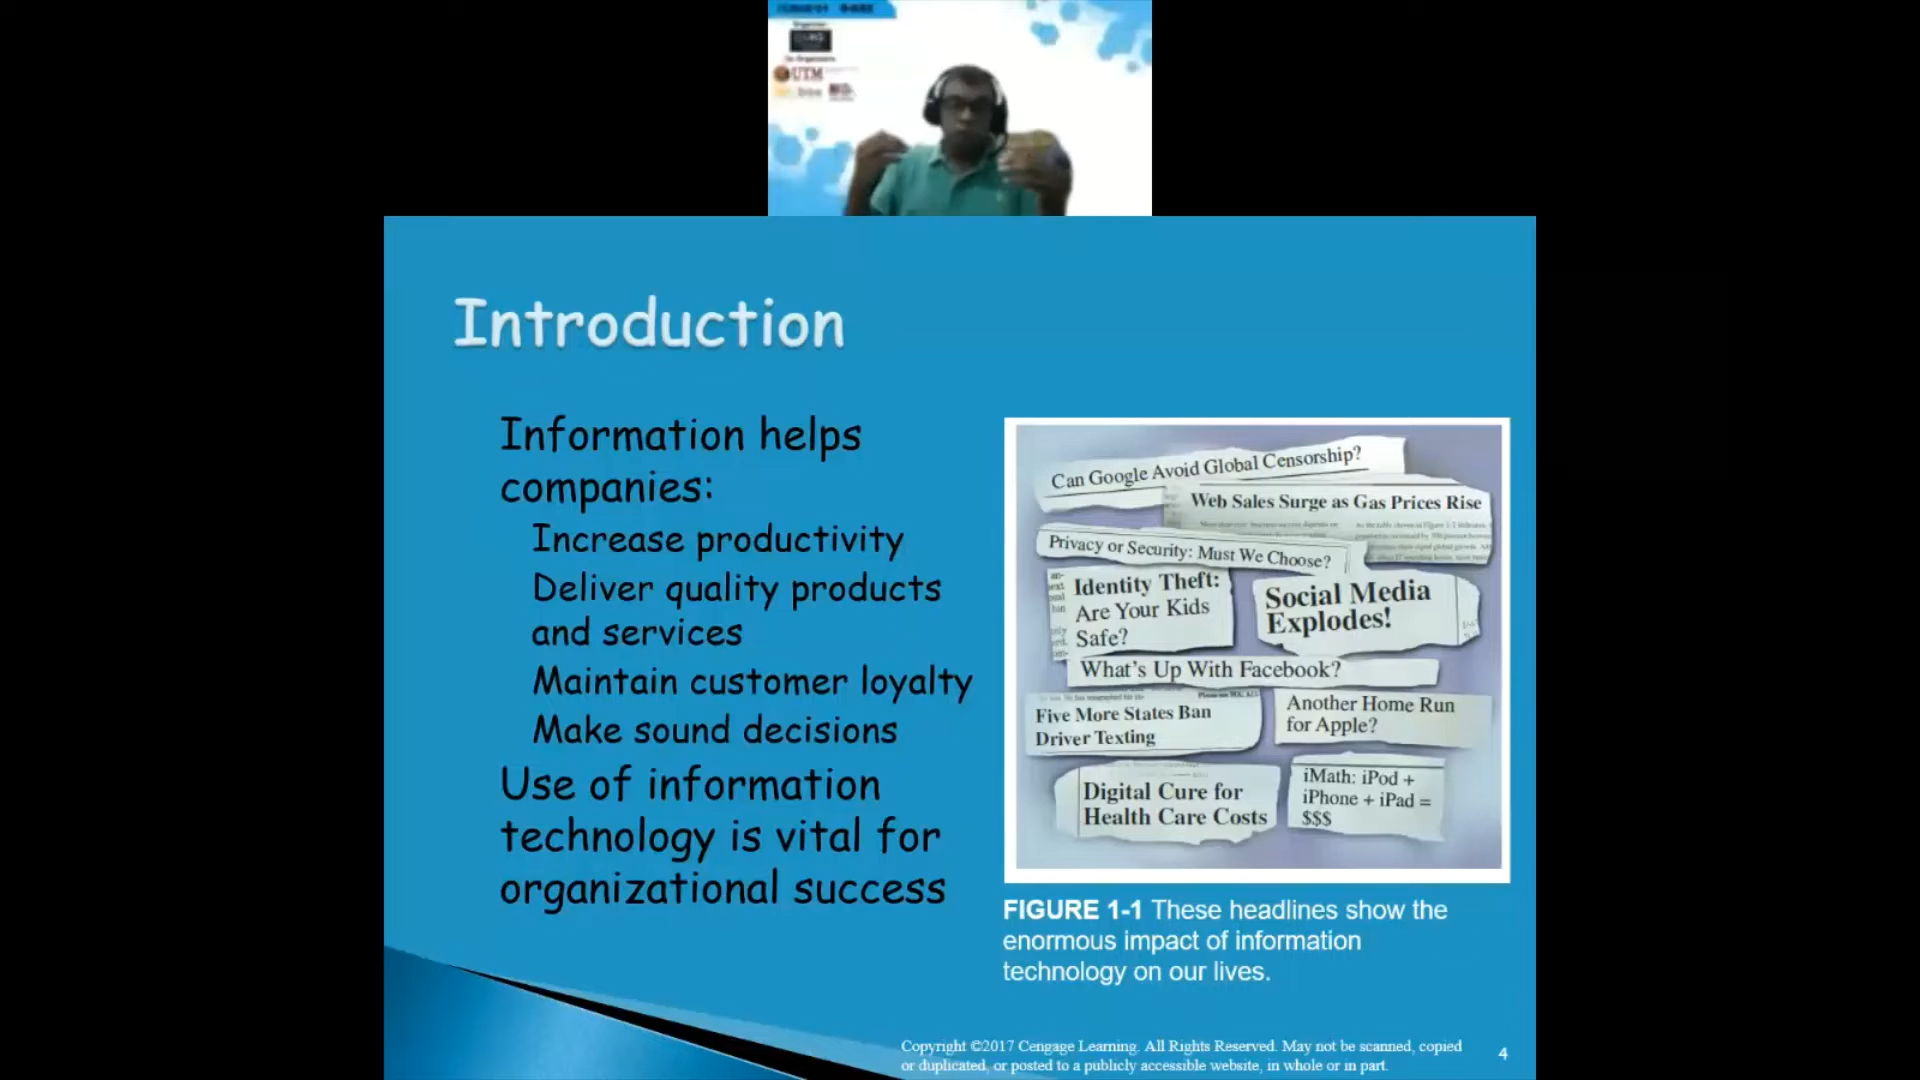 UTM
Introduction
Information helps
companies:
Increase productivity
Deliver quality products
and services
Maintain customer loyalty
Make sound decisions
Use of information
technology is vital for
organizational success
Can Google Avoid Global Censorship?
Web Sales Surge as Gas Prices Rise
Privacy or Security: Must We Choose?
Identity Theft:
Are Your Kids
Safe?
Social Media
Explodes!
What's Up With Facebook?
Five More States Ban
Driver Texting
Another Home Run
for Apple?
Digital Cure for
Health Care Costs
iMath: iPod +
iPhone + iPad =
$$$
FIGURE 1-1 These headlines show the
enormous impact of information
technology on our lives.
Copyright ©2017 Cengage Learning. All Rights Reserved. May not be scanned, copied
or duplicated, or posted to a publicly accessible website, in whole or in part.
4